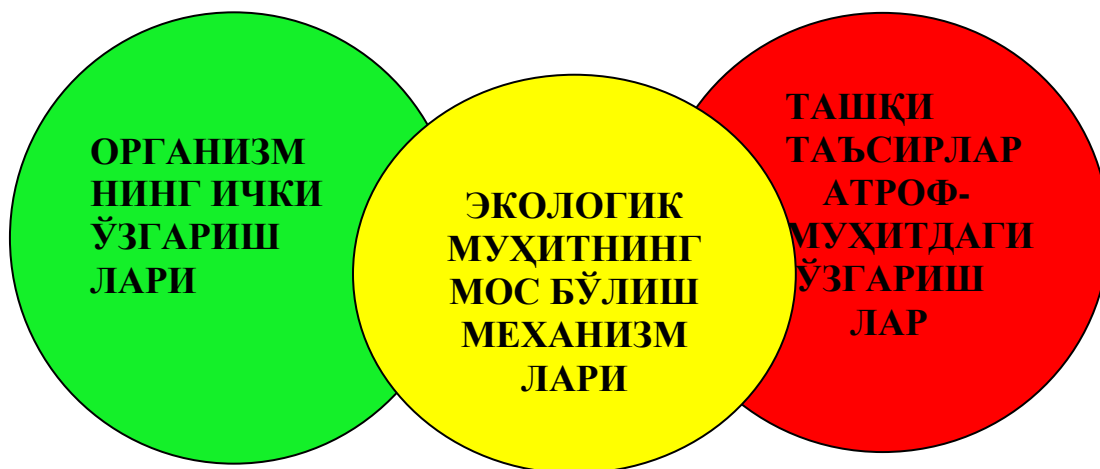 ОРГАНИЗМ
НИНГ ИЧКИ
ЎЗГАРИШ
ЛАРИ
ЭКОЛОГИК
МУҲИТНИНГ
МОС БЎЛИШ
МЕХАНИЗМ
ЛАРИ
ТАШҚИ
ТАЪСИРЛАР
АТРОФ-
МУҲИТДАГИ
ЎЗГАРИШ
ЛАР